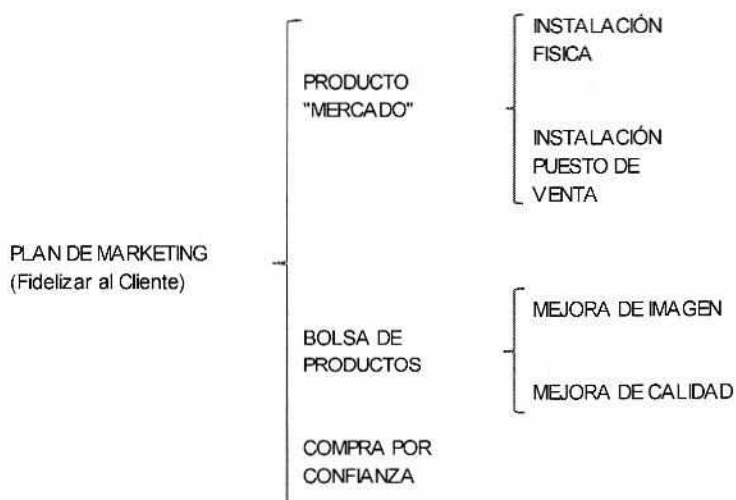 INSTALACIÓN
FISICA
PRODUCTO
"MERCADO"
INSTALACIÓN
PUESTO DE
VENTA
PLAN DE MARKETING
(Fidelizar al Cliente)
MEJORA DE IMAGEN
BOLSA DE
PRODUCTOS
MEJORA DE CALIDAD
COMPRA POR
CONFIANZA